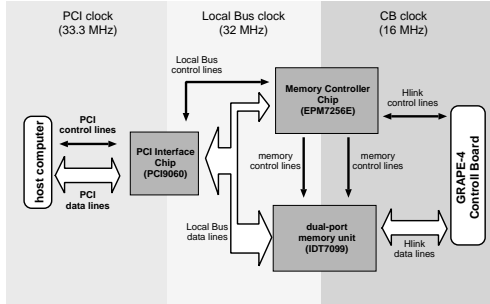 PCI clock
(33.3 MHz)
Local Bus clock
(32 MHz)
CB clock
(16 MHz)
Local Bus
control lines
Memory Controller
Chip
(EPM7256E)
Hlink
control lines
PCI
control lines
host computer
PCI
data lines
PCI Interface
Chip
(PCI9060)
memory
control lines
memory
control lines
GRAPE-4
Controll Board
Local Bus
data lines
dual-port
memory unit
(IDT7099)
Hlink
data lines